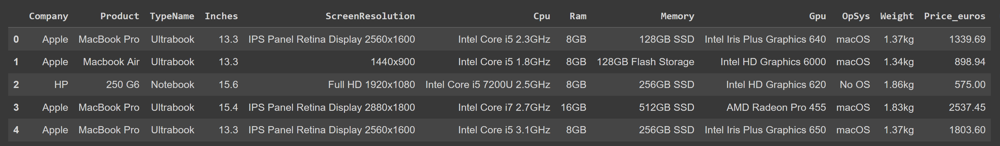 Company Product TypeName Inches ScreenResolution Cpu Ram Memory Gpu OpSys Weight Price_euros
0 Apple MacBook Pro Ultrabook 13.3 IPS Panel Retina Display 2560x1600 Intel Core i5 2.3GHz 8GB 128GB SSD Intel Iris Plus Graphics 640 macOS 1.37kg 1339.69
1 Apple Macbook Air Ultrabook 13.3 1440x900 Intel Core i5 1.8GHz 8GB 128GB Flash Storage Intel HD Graphics 6000 macOS 1.34kg 898.94
2 HP 250 G6 Notebook 15.6 Full HD 1920x1080 Intel Core i5 7200U 2.5GHz 8GB 256GB SSD Intel HD Graphics 620 No OS 1.86kg 575.00
3 Apple MacBook Pro Ultrabook 15.4 IPS Panel Retina Display 2880x1800 Intel Core i7 2.7GHz 16GB 512GB SSD AMD Radeon Pro 455 macOS 1.83kg 2537.45
4 Apple MacBook Pro Ultrabook 13.3 IPS Panel Retina Display 2560x1600 Intel Core i5 3.1GHz 8GB 256GB SSD Intel Iris Plus Graphics 650 macOS 1.37kg 1803.60